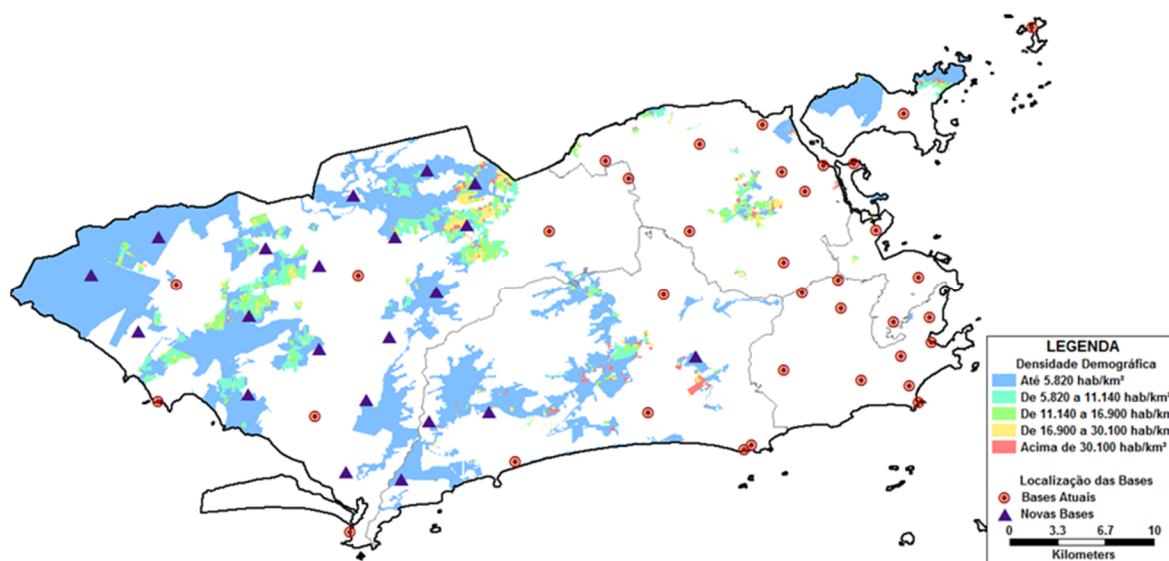 LEGENDA
Densidade Demográfica
Até 5.820 hab/km²
De 5.820 a 11.140 hab/km²
De 11.140 a 16.900 hab/km²
De 16.900 a 30.100 hab/km
Acima de 30.100 hab/km²
Localização das Bases
Bases Atuais
Novas Bases
0 3.3 6.7 10
Kilometers